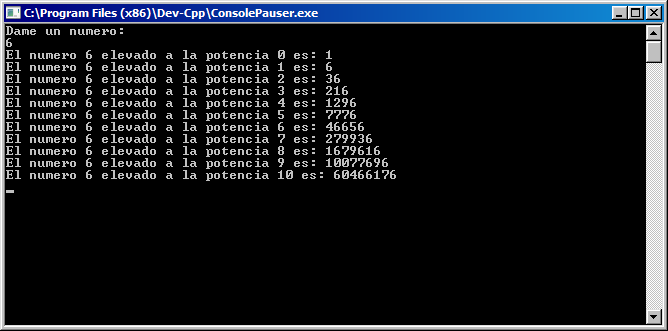 C:\Program Files (x86)\Dev-Cpp\ConsolePauser.exe
Dame un numero:
6
El numero 6 elevado a la potencia 0 es: 1
El numero 6 elevado a la potencia 1 es: 6
El numero 6 elevado a la potencia 2 es: 36
El numero 6 elevado a la potencia 3 es: 216
El numero 6 elevado a la potencia 4 es: 1296
El numero 6 elevado a la potencia 5 es: 7776
El numero 6 elevado a la potencia 6 es: 46656
El numero 6 elevado a la potencia 7 es: 279936
El numero 6 elevado a la potencia 8 es: 1679616
El numero 6 elevado a la potencia 9 es: 10077696
El numero 6 elevado a la potencia 10 es: 60466176